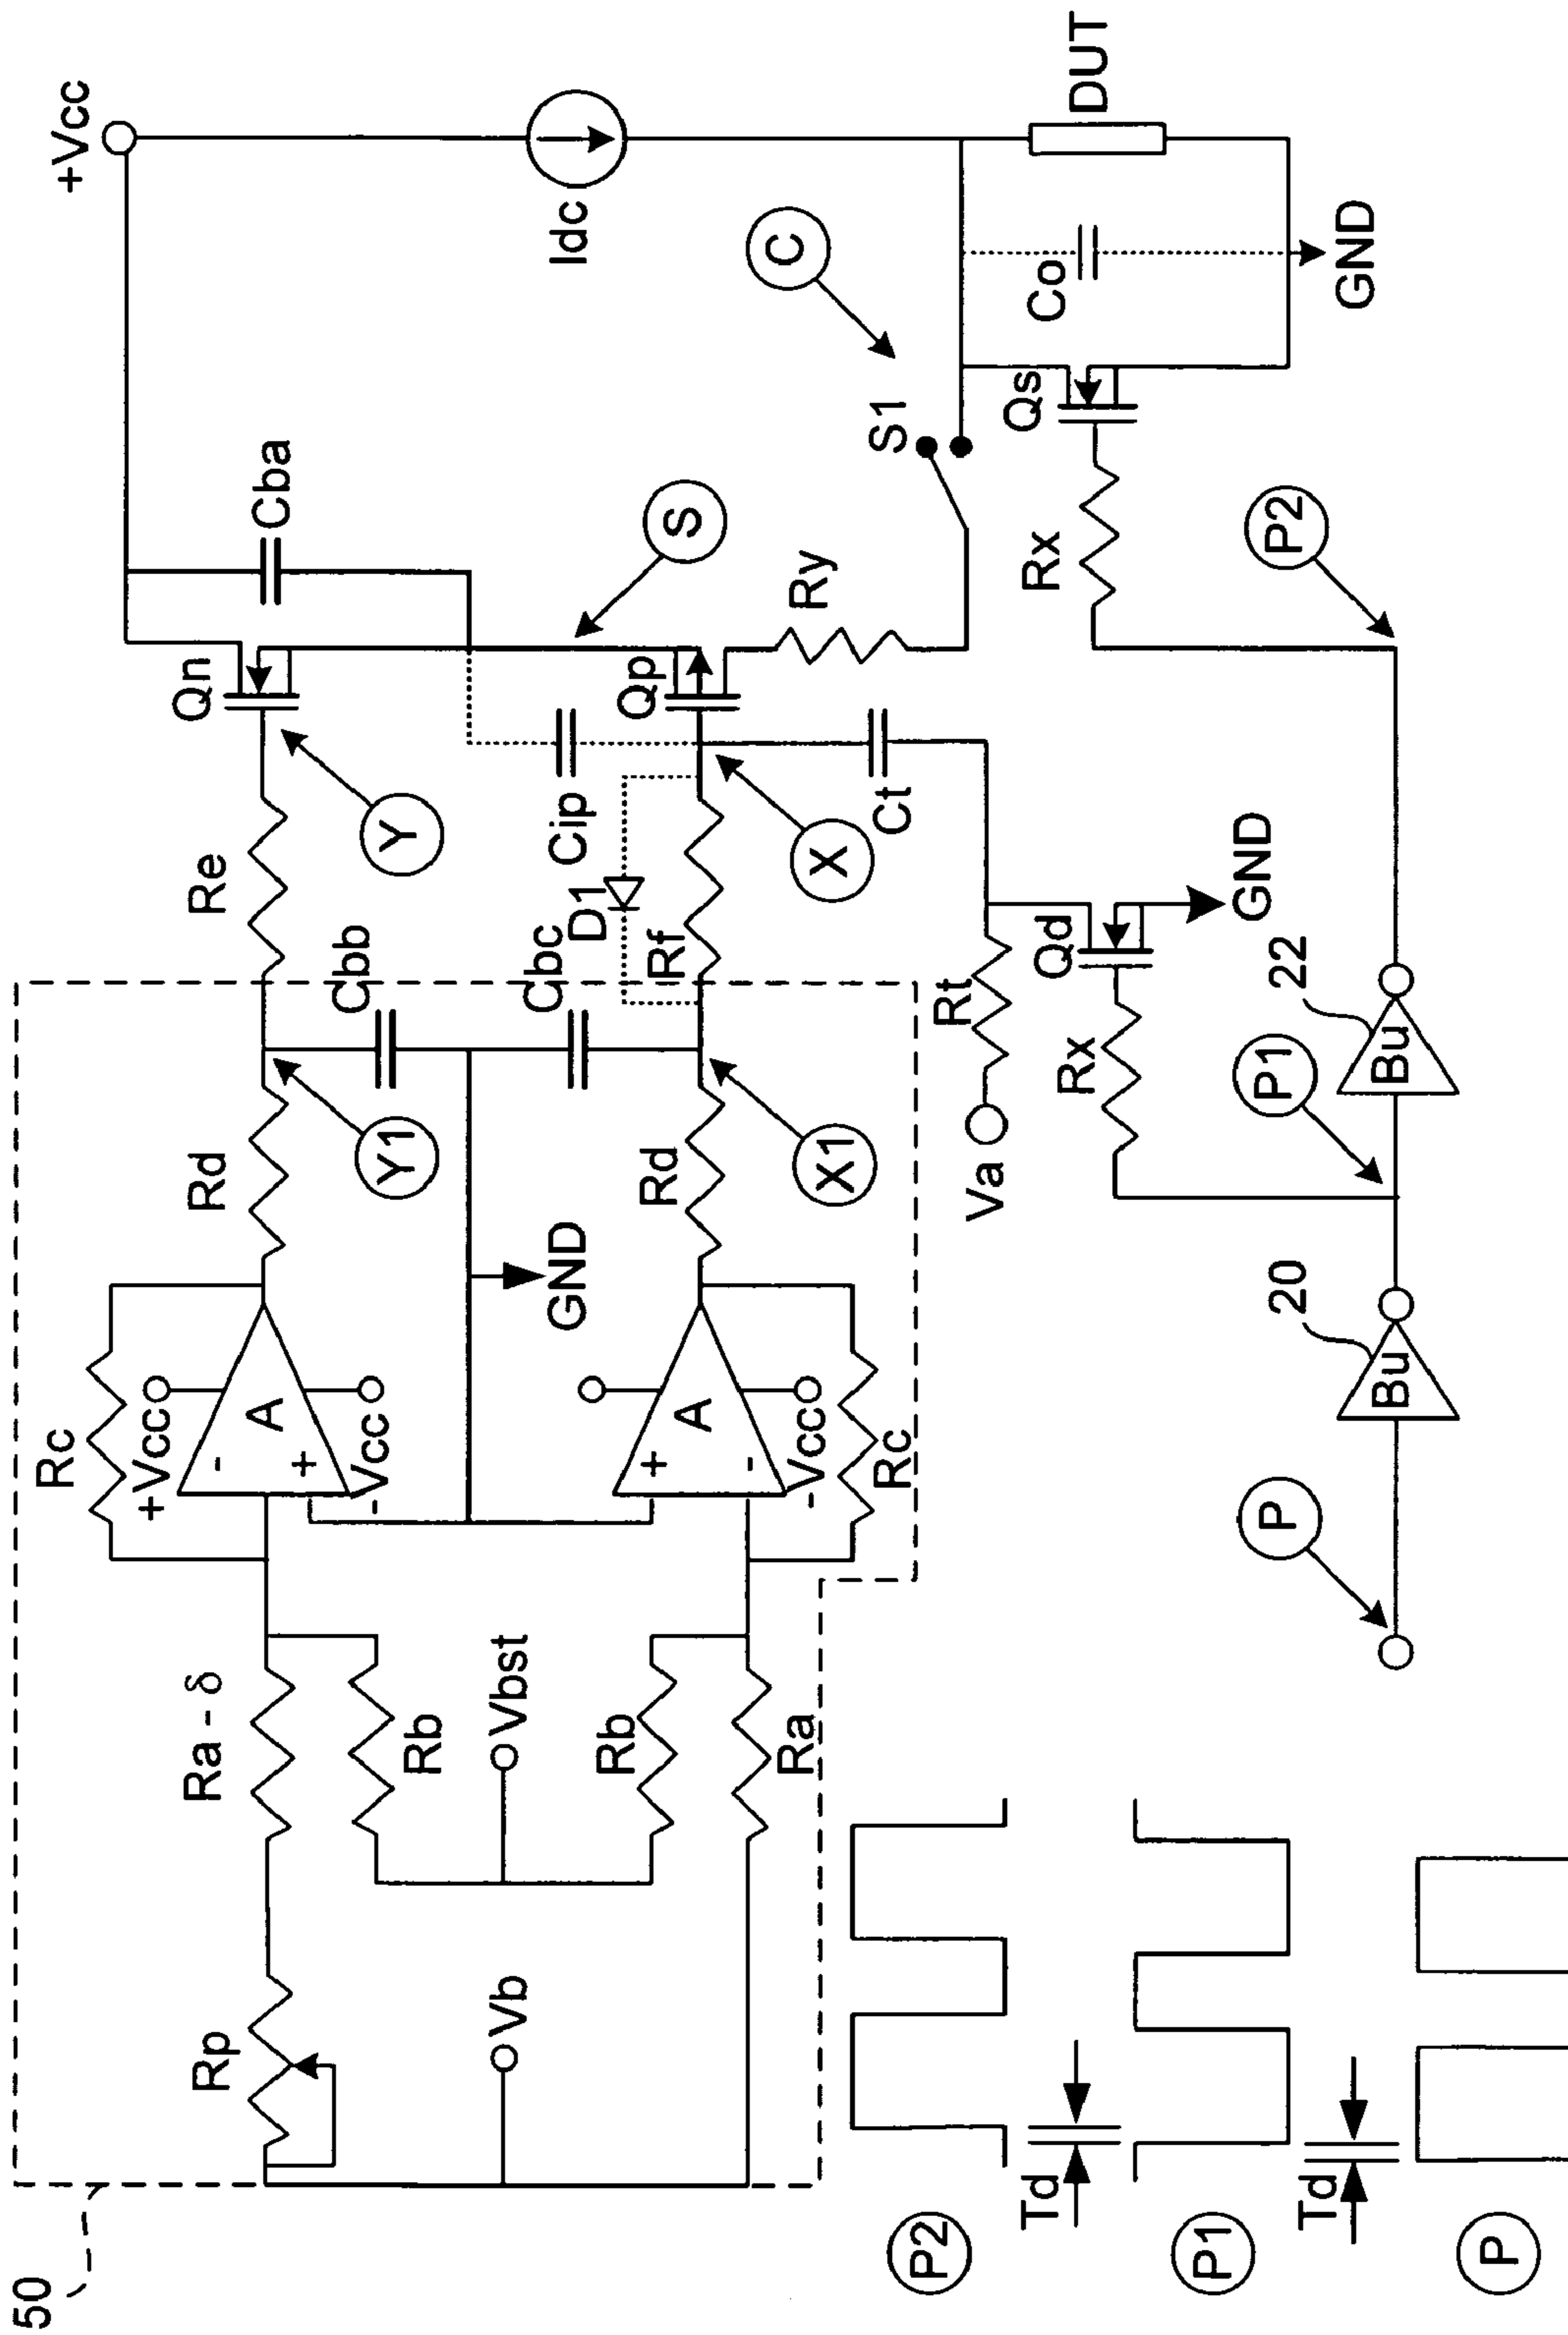 50
Rp
Ra - δ
Rb
Vb
Vbst
Rb
Ra
Rc
+Vcc
-
A
+
-Vcc
Rd
Y1
Cbb
Re
Y
Qn
Cba
+Vcc
GND
+
A
-
-Vcc
Rc
Rd
X1
Cbc
D1
Rf
Cip
X
Qp
S
Ry
Idc
C
S1
Ct
Co
DUT
GND
Qs
Rx
P2
Va
Rt
Qd
GND
Rx
P1
22
Bu
20
Bu
P
P2
Td
P1
Td
P